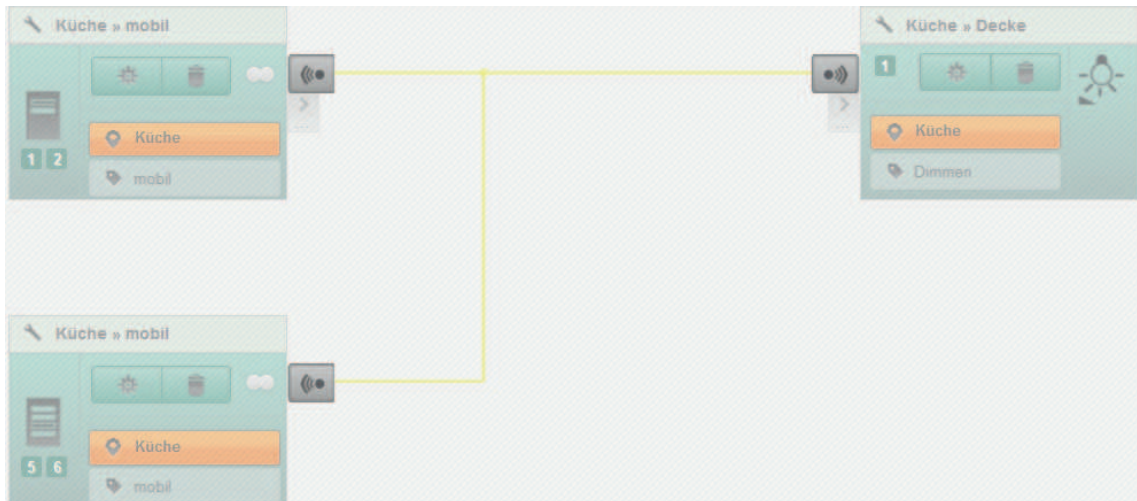 Küche » mobil
1 2
Küche
mobil
Küche » Decke
1
Küche
Dimmen
Küche » mobil
5 6
Küche
mobil